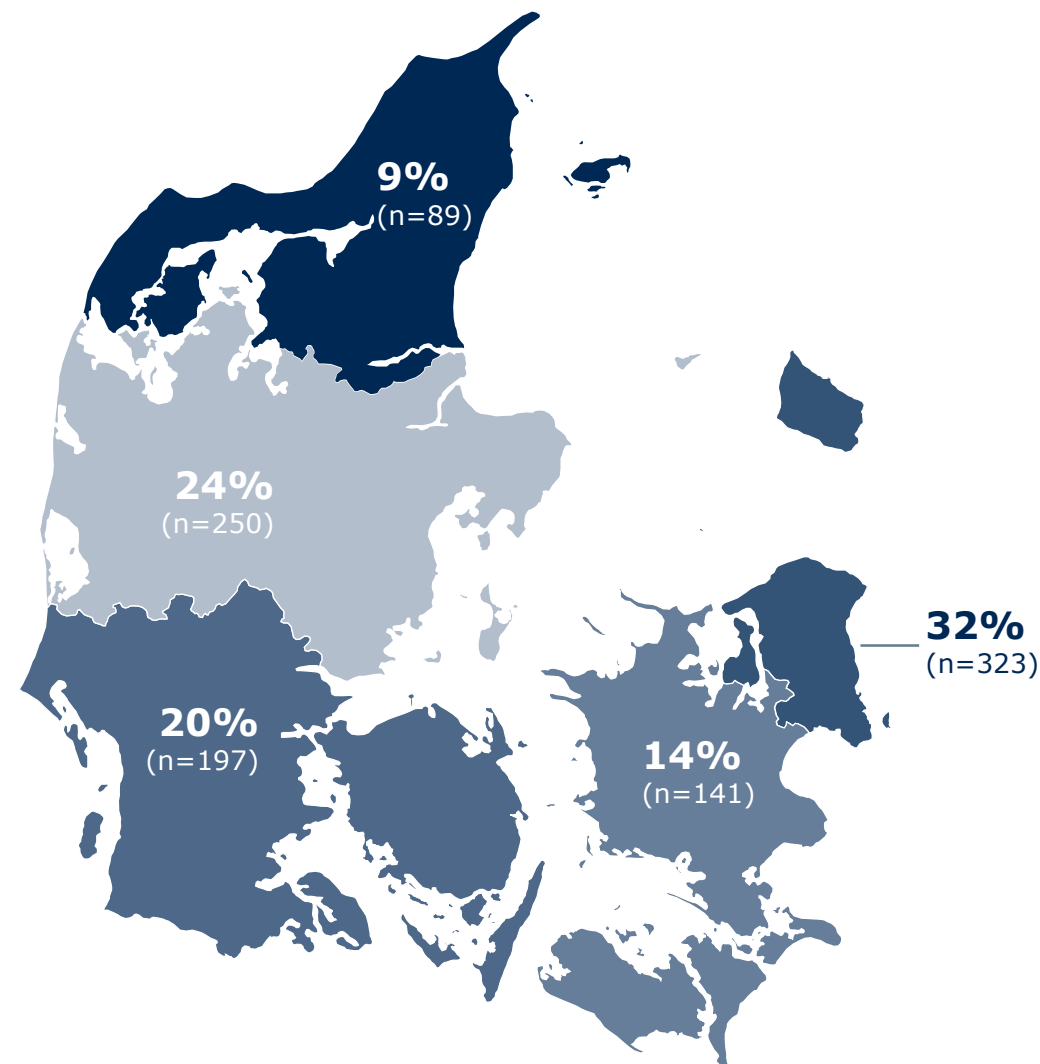 9%
(n=89)
24%
(n=250)
32%
(n=323)
20%
(n=197)
14%
(n=141)